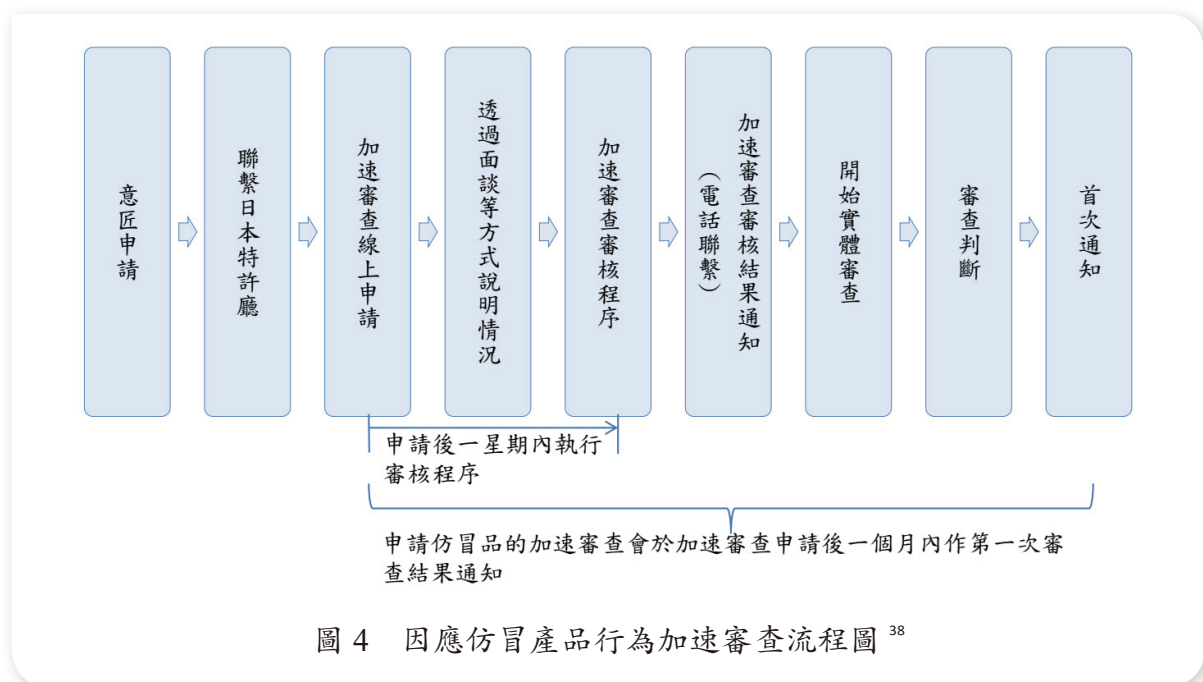 意匠申請
聯繫日本特許廳
加速審查線上申請
透過面談等方式說明情況
加速審查審核程序
加速審查審核結果通知
（電話聯繫）
開始實體審查
審查判斷
首次通知
申請後一星期內執行
審核程序
申請仿冒品的加速審查會於加速審查申請後一個月內作第一次審
查結果通知
圖 4 因應仿冒產品行為加速審查流程圖 38